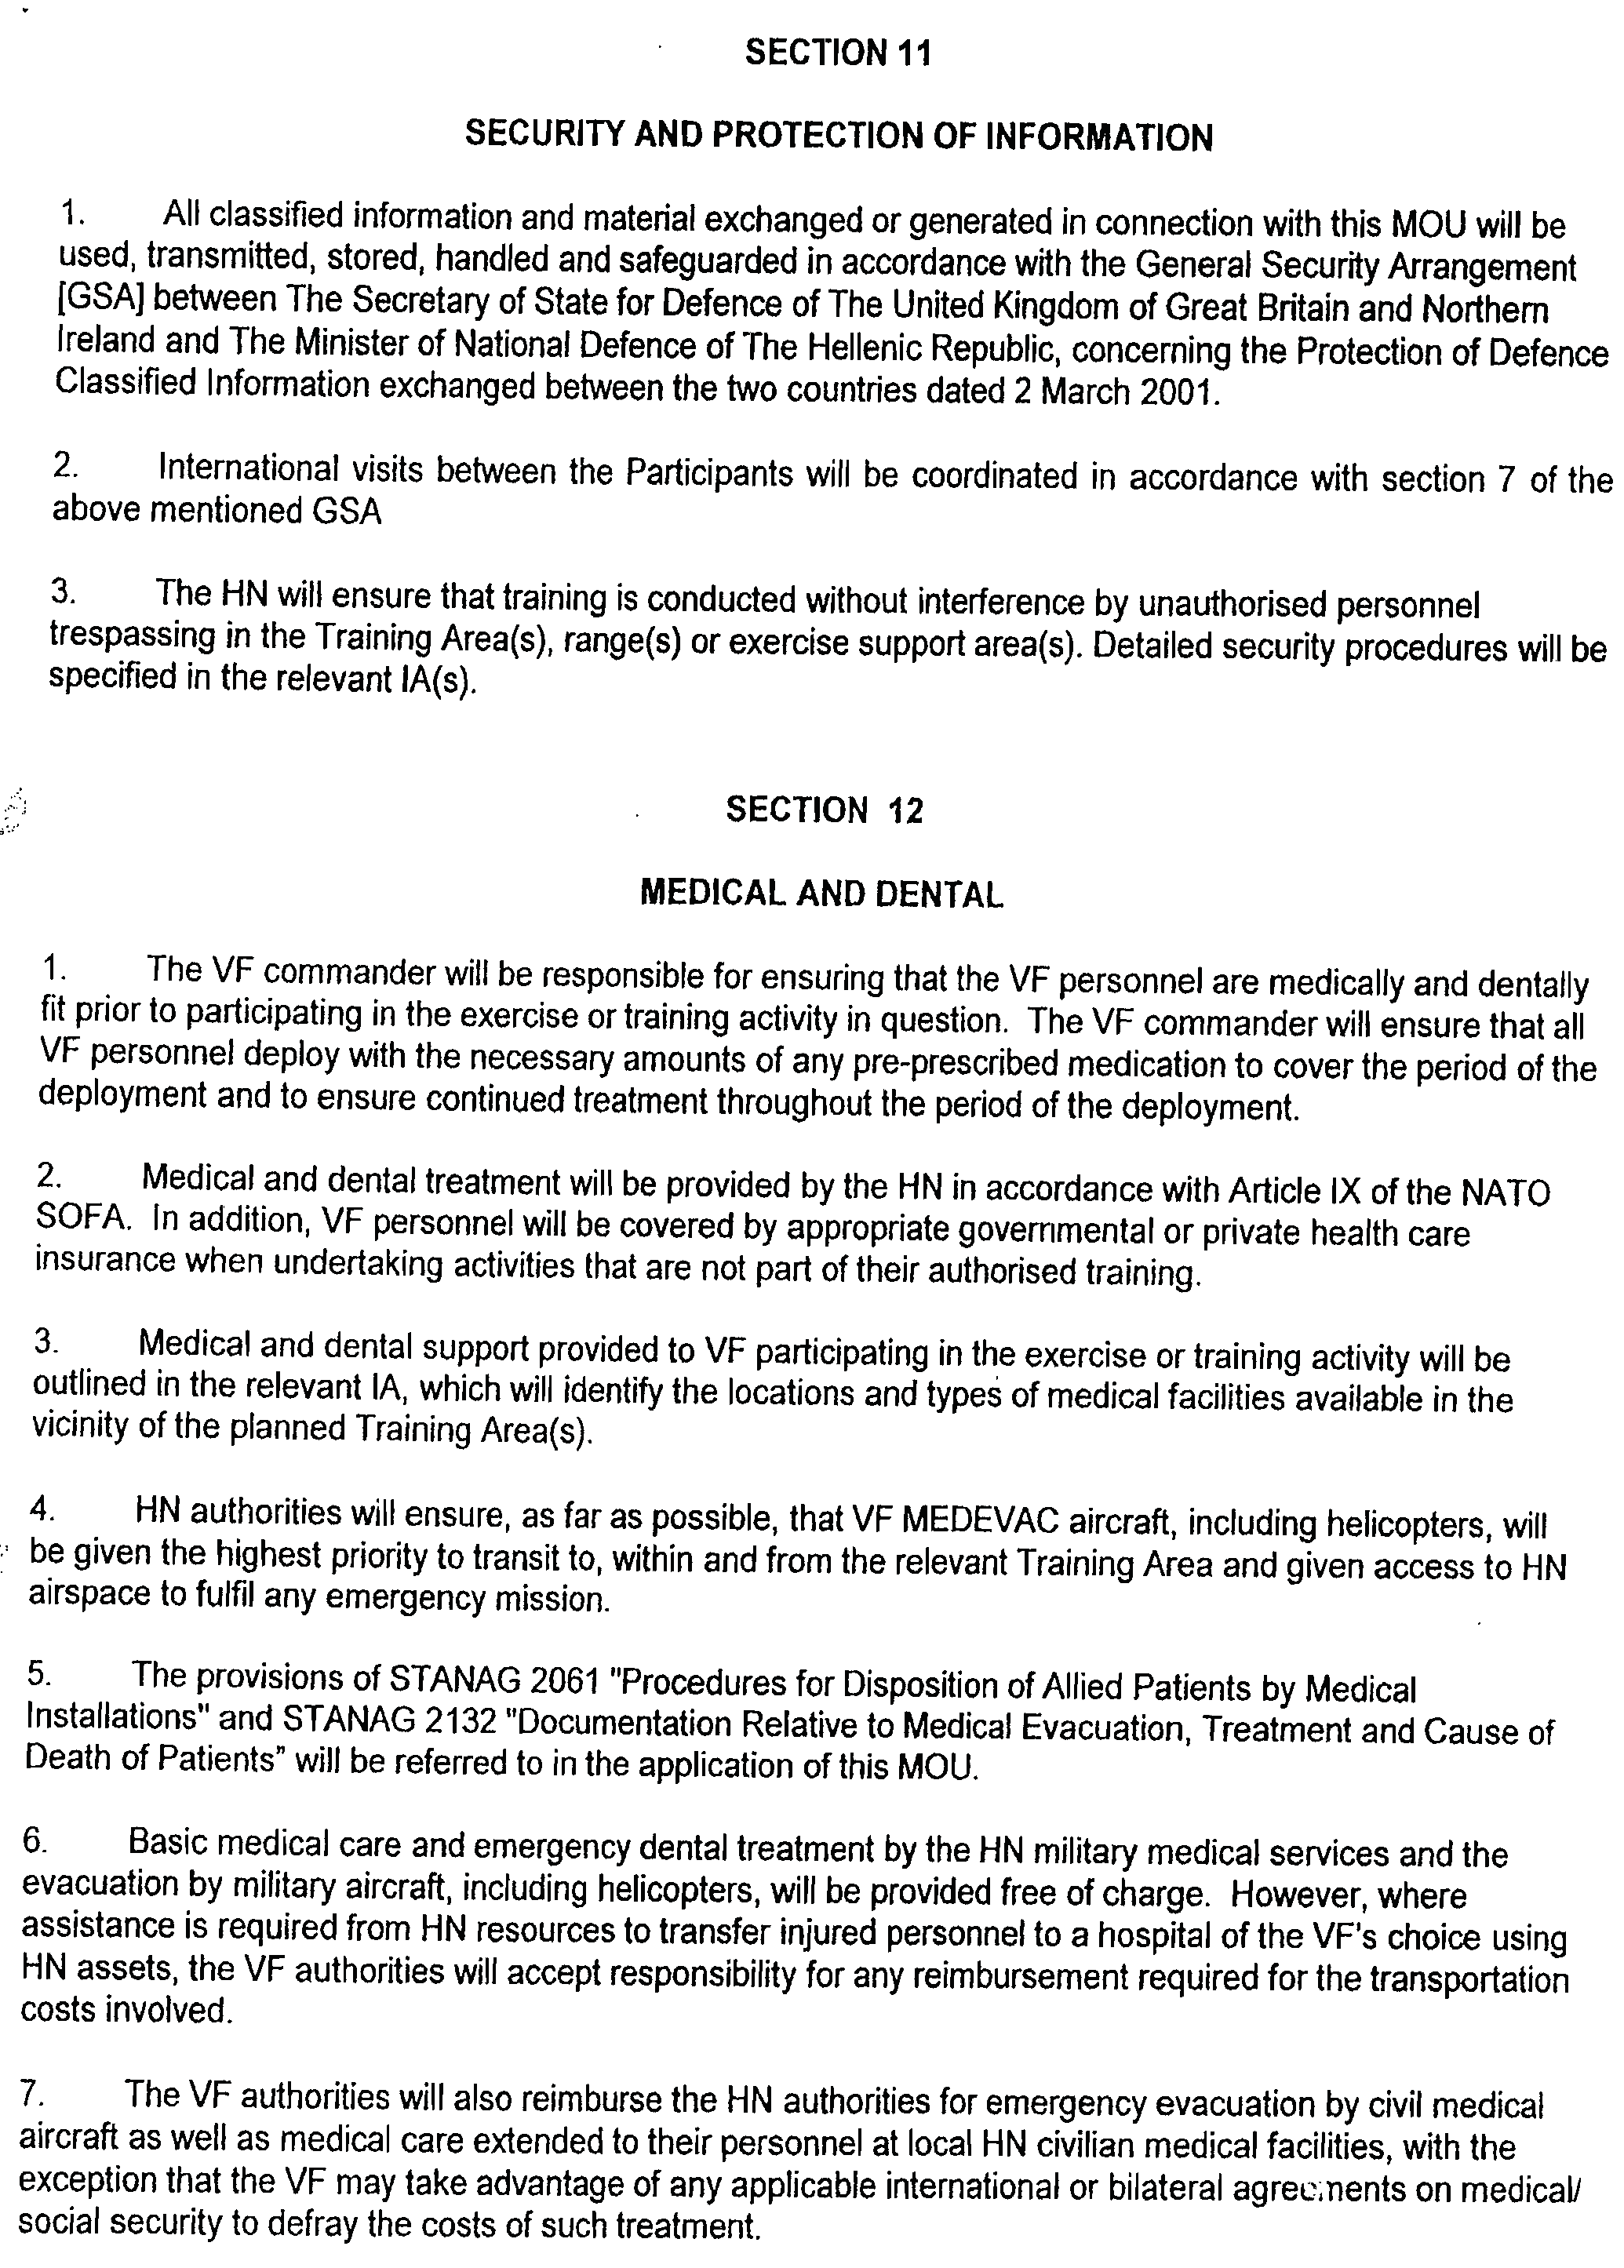 SECTION 11
SECURITY AND PROTECTION OF INFORMATION
1. All classified information and material exchanged or generated in connection with this MOU will be
used, transmitted, stored, handled and safeguarded in accordance with the General Security Arrangement
[GSA] between The Secretary of State for Defence of The United Kingdom of Great Britain and Northern
Ireland and The Minister of National Defence of The Hellenic Republic, concerning the Protection of Defence
Classified Information exchanged between the two countries dated 2 March 2001.
2. International visits between the Participants will be coordinated in accordance with section 7 of the
above mentioned GSA
3. The HN will ensure that training is conducted without interference by unauthorised personnel
trespassing in the Training Area(s), range(s) or exercise support area(s). Detailed security procedures will be
specified in the relevant IA(s).
SECTION 12
MEDICAL AND DENTAL
1. The VF commander will be responsible for ensuring that the VF personnel are medically and dentally
fit prior to participating in the exercise or training activity in question. The VF commander will ensure that all
VF personnel deploy with the necessary amounts of any pre-prescribed medication to cover the period of the
deployment and to ensure continued treatment throughout the period of the deployment.
2. Medical and dental treatment will be provided by the HN in accordance with Article IX of the NATO
SOFA. In addition, VF personnel will be covered by appropriate governmental or private health care
insurance when undertaking activities that are not part of their authorised training.
3. Medical and dental support provided to VF participating in the exercise or training activity will be
outlined in the relevant IA, which will identify the locations and types of medical facilities available in the
vicinity of the planned Training Area(s).
4. HN authorities will ensure, as far as possible, that VF MEDEVAC aircraft, including helicopters, will
be given the highest priority to transit to, within and from the relevant Training Area and given access to HN
airspace to fulfil any emergency mission.
5. The provisions of STANAG 2061 "Procedures for Disposition of Allied Patients by Medical
Installations" and STANAG 2132 "Documentation Relative to Medical Evacuation, Treatment and Cause of
Death of Patients" will be referred to in the application of this MOU.
6. Basic medical care and emergency dental treatment by the HN military medical services and the
evacuation by military aircraft, including helicopters, will be provided free of charge. However, where
assistance is required from HN resources to transfer injured personnel to a hospital of the VF's choice using
HN assets, the VF authorities will accept responsibility for any reimbursement required for the transportation
costs involved.
7. The VF authorities will also reimburse the HN authorities for emergency evacuation by civil medical
aircraft as well as medical care extended to their personnel at local HN civilian medical facilities, with the
exception that the VF may take advantage of any applicable international or bilateral agreements on medical/
social security to defray the costs of such treatment.